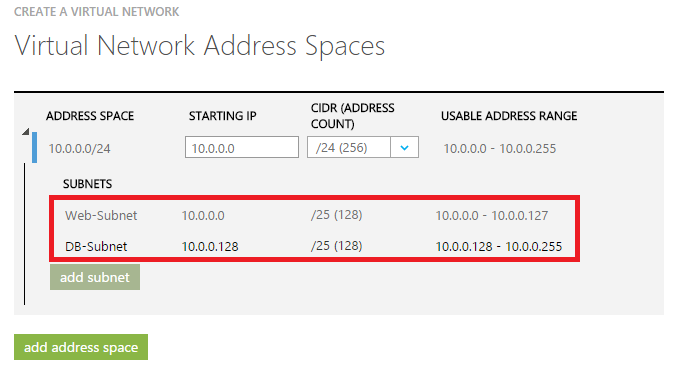 CREATE A VIRTUAL NETWORK
Virtual Network Address Spaces
ADDRESS SPACE STARTING IP CIDR (ADDRESS COUNT) USABLE ADDRESS RANGE
10.0.0.0/24 10.0.0.0 /24 (256) 10.0.0.0 - 10.0.0.255
SUBNETS
Web-Subnet 10.0.0.0 /25 (128) 10.0.0.0 - 10.0.0.127
DB-Subnet 10.0.0.128 /25 (128) 10.0.0.128 - 10.0.0.255
add subnet
add address space